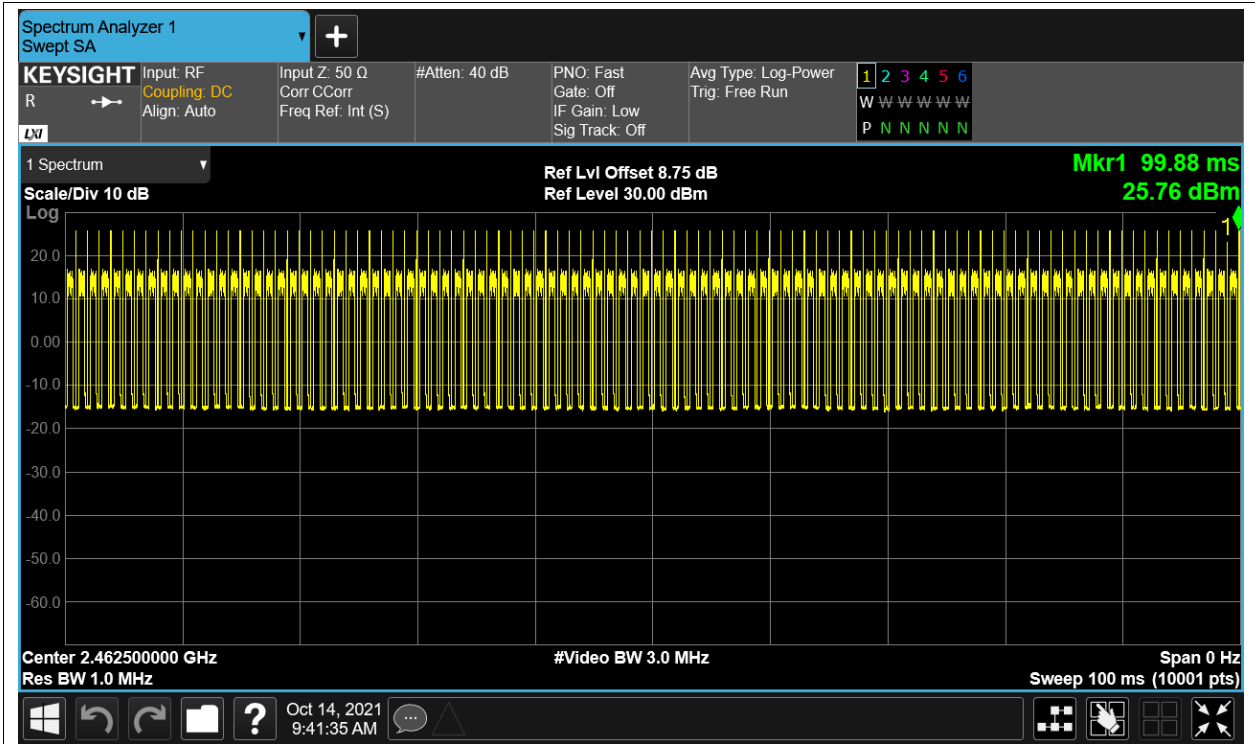 Spectrum Analyzer 1
Swept SA
+
KEYSIGHT
R
LXI
Input: RF
Coupling: DC
Align: Auto
Input Z: 50 Ω
Corr CCorr
Freq Ref: Int (S)
#Atten: 40 dB
PNO: Fast
Gate: Off
IF Gain: Low
Sig Track: Off
Avg Type: Log-Power
Trig: Free Run
1 2 3 4 5 6
W W W W W W
P N N N N N
1 Spectrum
Scale/Div 10 dB
Log
Ref Lvl Offset 8.75 dB
Ref Level 30.00 dBm
Mkr1 99.88 ms
25.76 dBm
1
20.0
10.0
0.00
-10.0
-20.0
-30.0
-40.0
-50.0
-60.0
Center 2.462500000 GHz
Res BW 1.0 MHz
#Video BW 3.0 MHz
Span 0 Hz
Sweep 100 ms (10001 pts)
?
Oct 14, 2021
9:41:35 AM